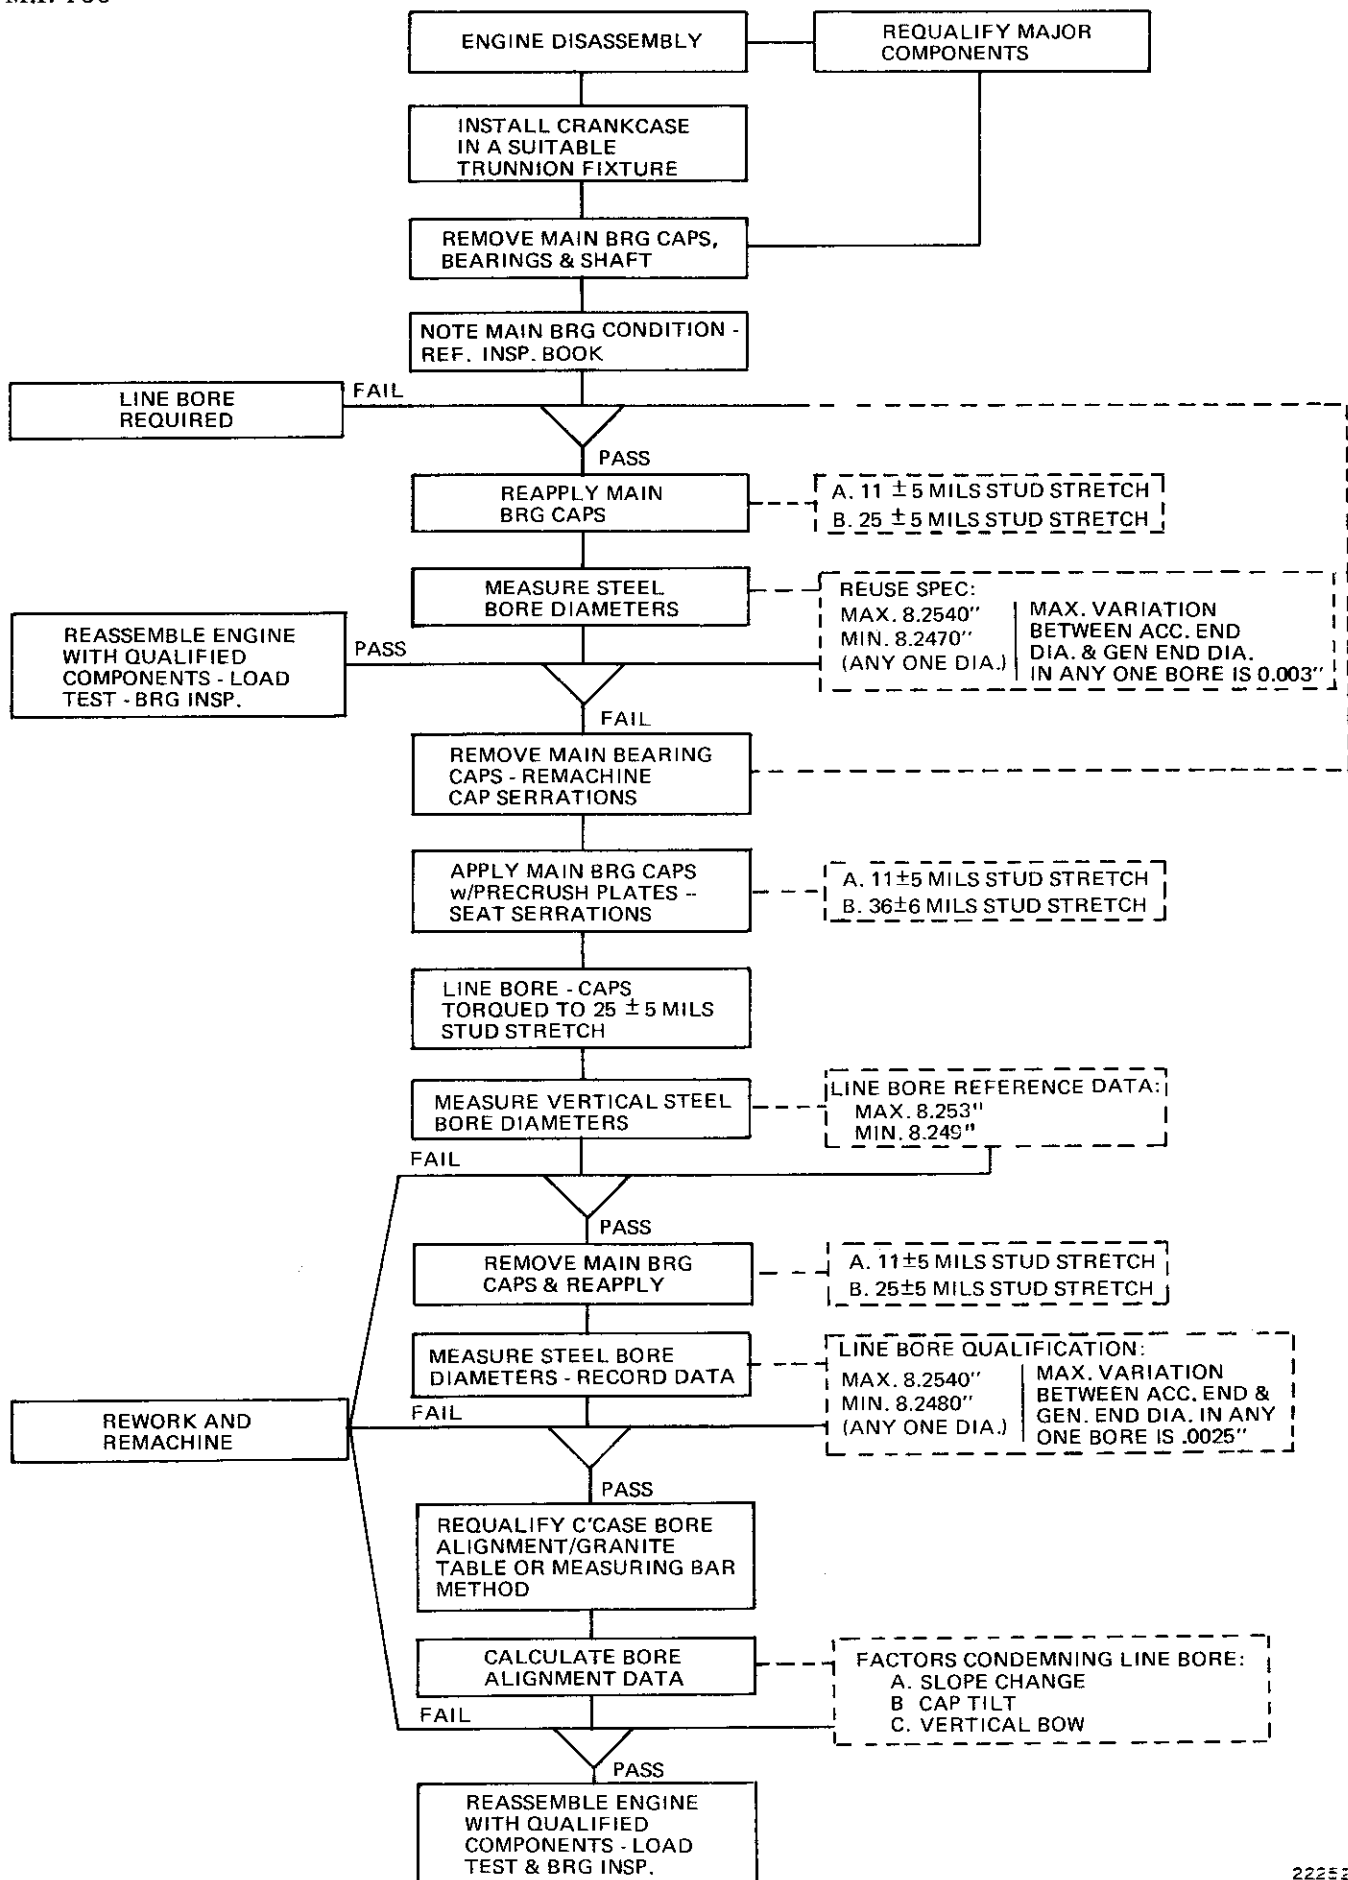 ENGINE DISASSEMBLY
REQUALIFY MAJOR
COMPONENTS
INSTALL CRANKCASE
IN A SUITABLE
TRUNNION FIXTURE
REMOVE MAIN BRG CAPS,
BEARINGS & SHAFT
NOTE MAIN BRG CONDITION -
REF. INSP. BOOK
FAIL
LINE BORE
REQUIRED
PASS
REAPPLY MAIN
BRG CAPS
A. 11 ±5 MILS STUD STRETCH
B. 25 ±5 MILS STUD STRETCH
MEASURE STEEL
BORE DIAMETERS
REUSE SPEC:
MAX. 8.2540"
MIN. 8.2470"
(ANY ONE DIA.)
MAX. VARIATION
BETWEEN ACC. END
DIA. & GEN END DIA.
IN ANY ONE BORE IS 0.003"
PASS
REASSEMBLE ENGINE
WITH QUALIFIED
COMPONENTS - LOAD
TEST - BRG INSP.
FAIL
REMOVE MAIN BEARING
CAPS - REMACHINE
CAP SERRATIONS
APPLY MAIN BRG CAPS
w/PRECRUSH PLATES --
SEAT SERRATIONS
A. 11±5 MILS STUD STRETCH
B. 36±6 MILS STUD STRETCH
LINE BORE - CAPS
TORQUED TO 25 ±5 MILS
STUD STRETCH
MEASURE VERTICAL STEEL
BORE DIAMETERS
LINE BORE REFERENCE DATA:
MAX. 8.253"
MIN. 8.249"
FAIL
PASS
REMOVE MAIN BRG
CAPS & REAPPLY
A. 11±5 MILS STUD STRETCH
B. 25±5 MILS STUD STRETCH
MEASURE STEEL BORE
DIAMETERS - RECORD DATA
LINE BORE QUALIFICATION:
MAX. 8.2540"
MIN. 8.2480"
(ANY ONE DIA.)
MAX. VARIATION
BETWEEN ACC. END &
GEN. END DIA. IN ANY
ONE BORE IS .0025"
FAIL
REWORK AND
REMACHINE
PASS
REQUALIFY C'CASE BORE
ALIGNMENT/GRANITE
TABLE OR MEASURING BAR
METHOD
CALCULATE BORE
ALIGNMENT DATA
FACTORS CONDEMNING LINE BORE:
A. SLOPE CHANGE
B CAP TILT
C. VERTICAL BOW
FAIL
PASS
REASSEMBLE ENGINE
WITH QUALIFIED
COMPONENTS - LOAD
TEST & BRG INSP.
22252